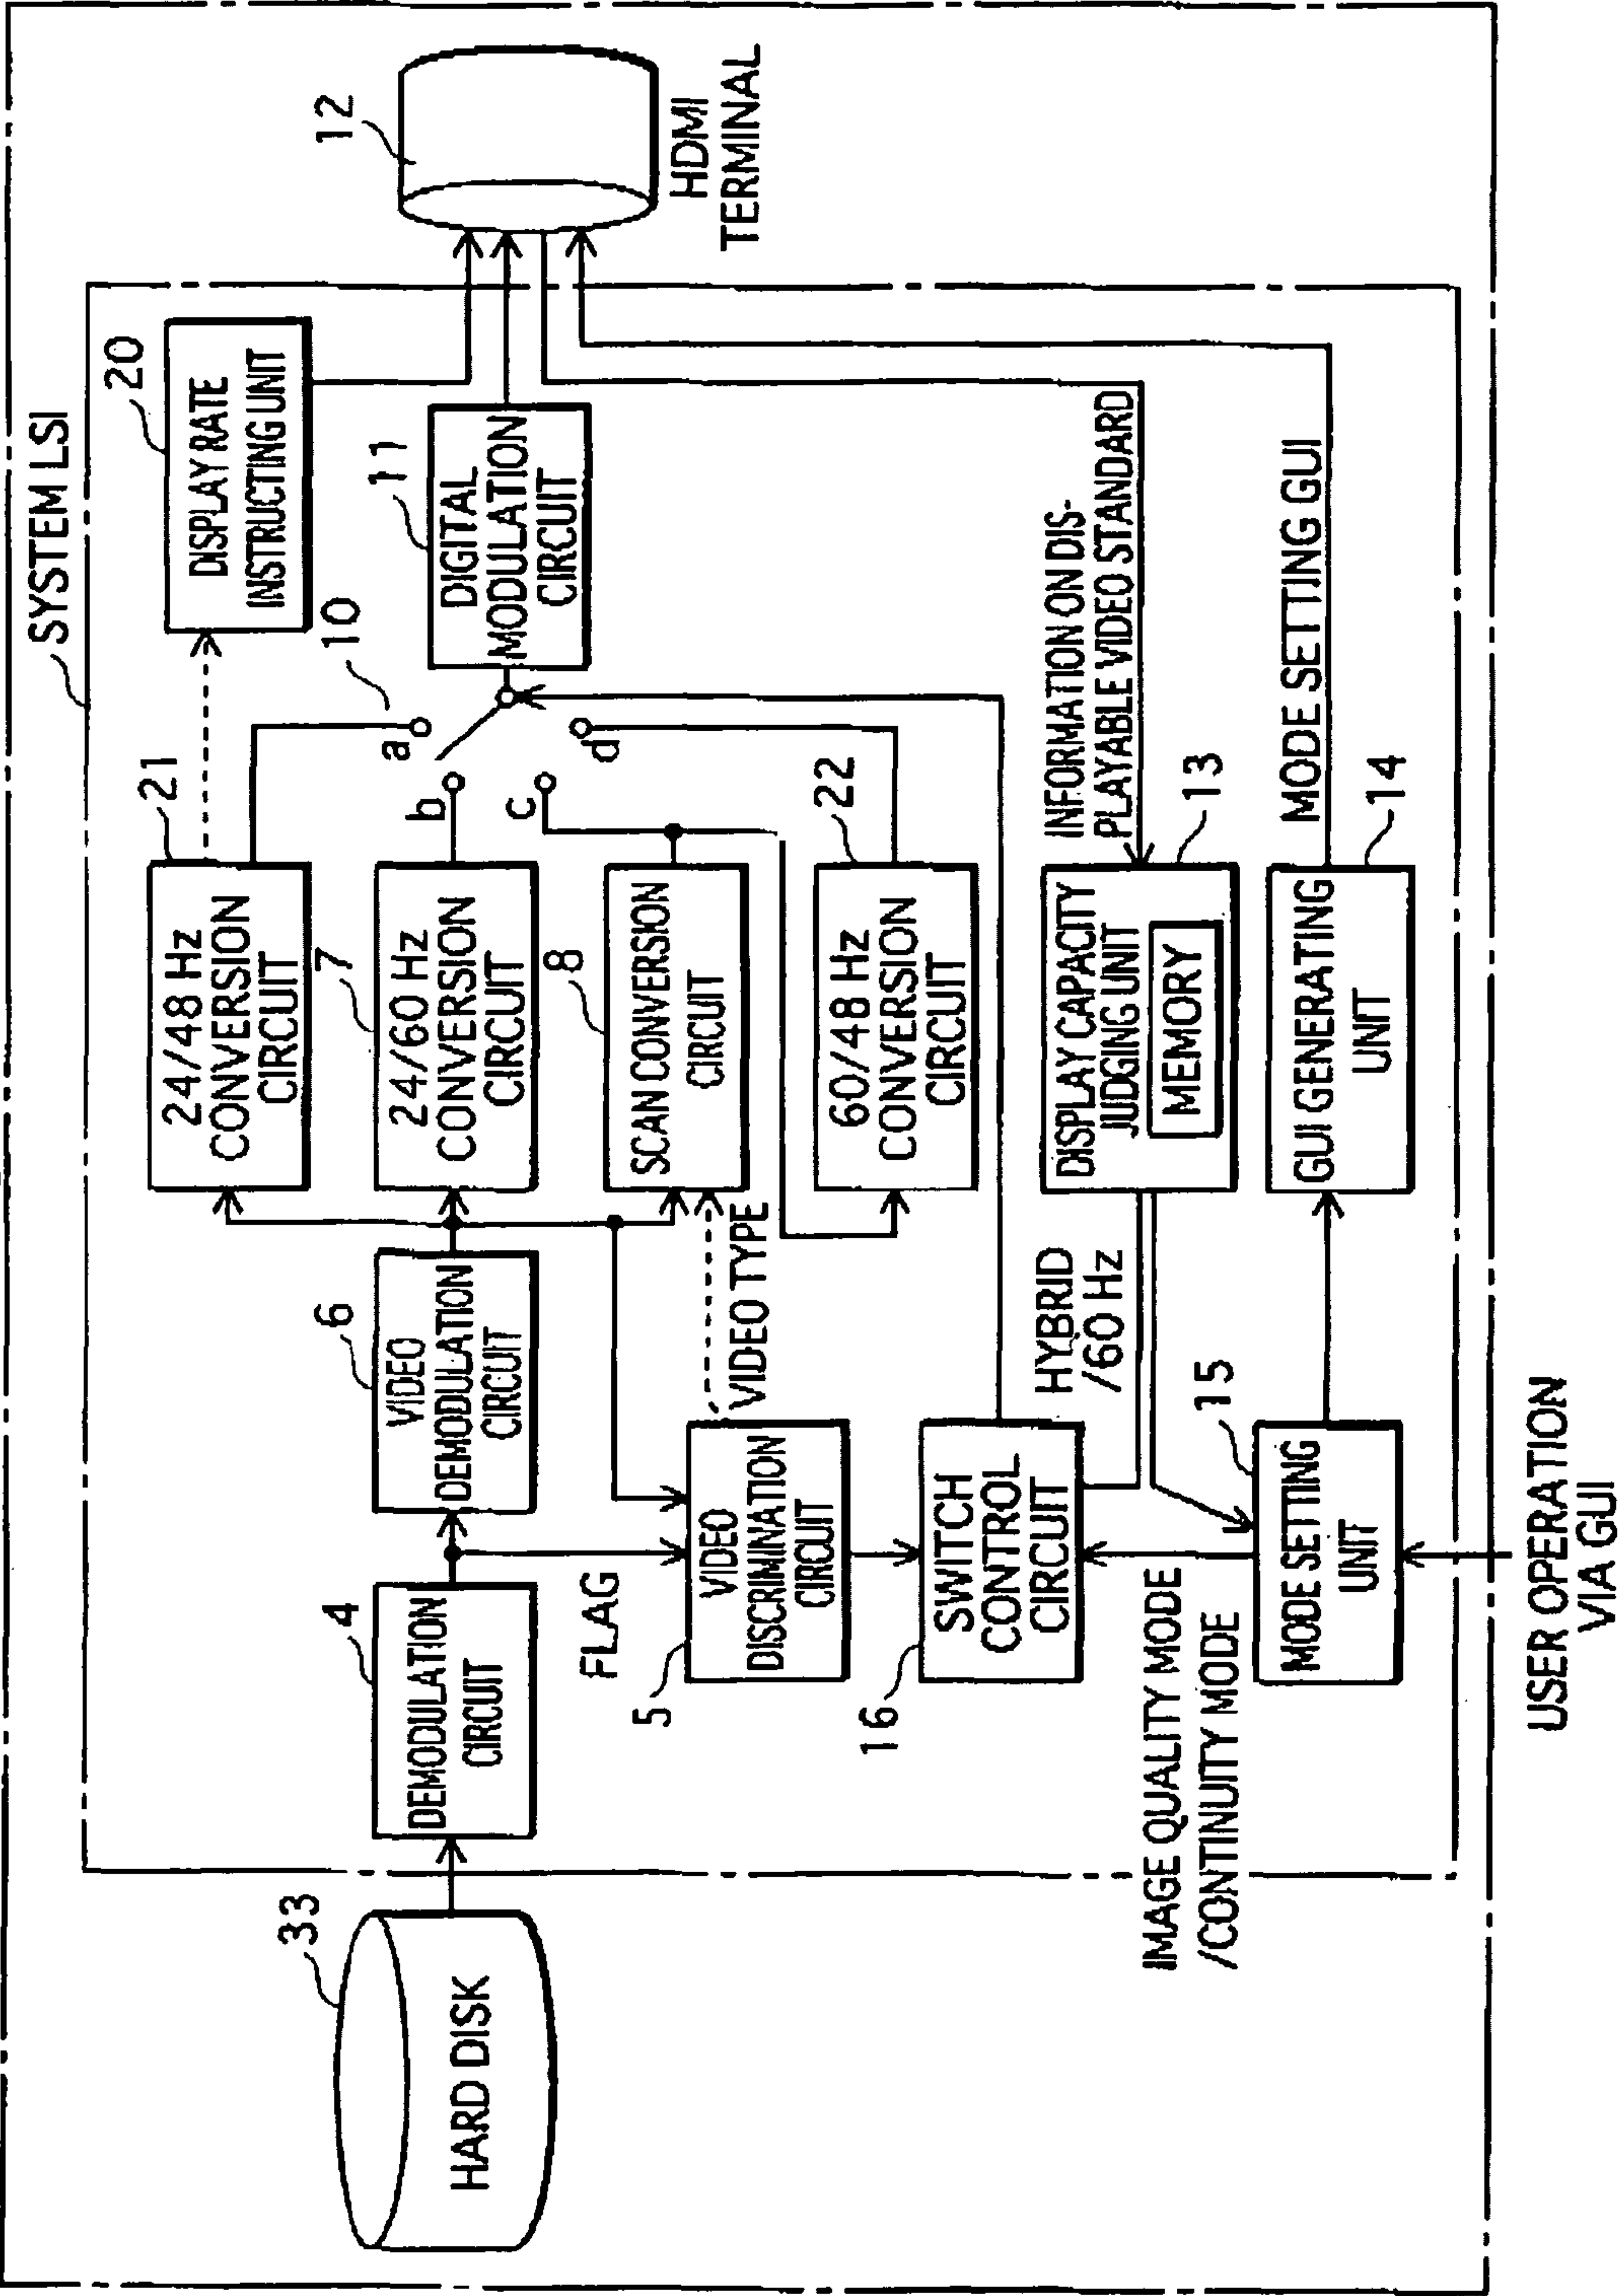 SYSTEM LSI
33
HARD DISK
4
DEMODULATION
CIRCUIT
6
VIDEO
DEMODULATION
CIRCUIT
21
24/48 Hz
CONVERSION
CIRCUIT
7
24/60 Hz
CONVERSION
CIRCUIT
8
SCAN CONVERSION
CIRCUIT
22
60/48 Hz
CONVERSION
CIRCUIT
20
DISPLAY RATE
INSTRUCTING UNIT
10
a
b
c
d
11
DIGITAL
MODULATION
CIRCUIT
12
HDMI
TERMINAL
FLAG
5
VIDEO
DISCRIMINATION
CIRCUIT
VIDEO TYPE
16
SWITCH
CONTROL
CIRCUIT
HYBRID
/60 Hz
INFORMATION ON DIS-
PLAYABLE VIDEO STANDARD
13
DISPLAY CAPACITY
JUDGING UNIT
MEMORY
IMAGE QUALITY MODE
/CONTINUITY MODE
15
MODE SETTING
UNIT
14
GUI GENERATING
UNIT
MODE SETTING GUI
USER OPERATION
VIA GUI